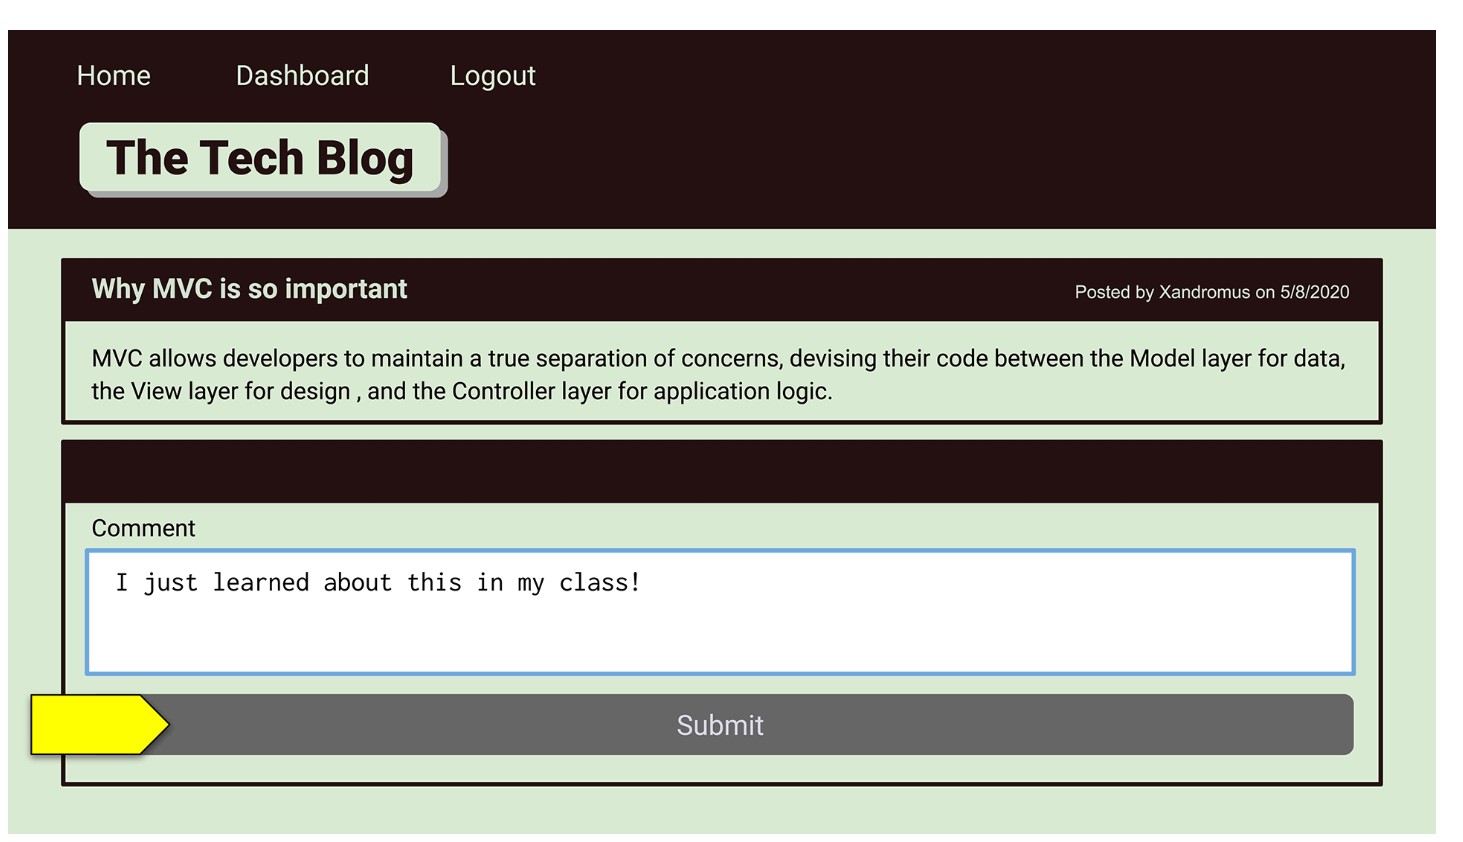 Home Dashboard Logout
The Tech Blog
Why MVC is so important Posted by Xandromus on 5/8/2020
MVC allows developers to maintain a true separation of concerns, devising their code between the Model layer for data,
the View layer for design , and the Controller layer for application logic.
Comment
I just learned about this in my class!
Submit